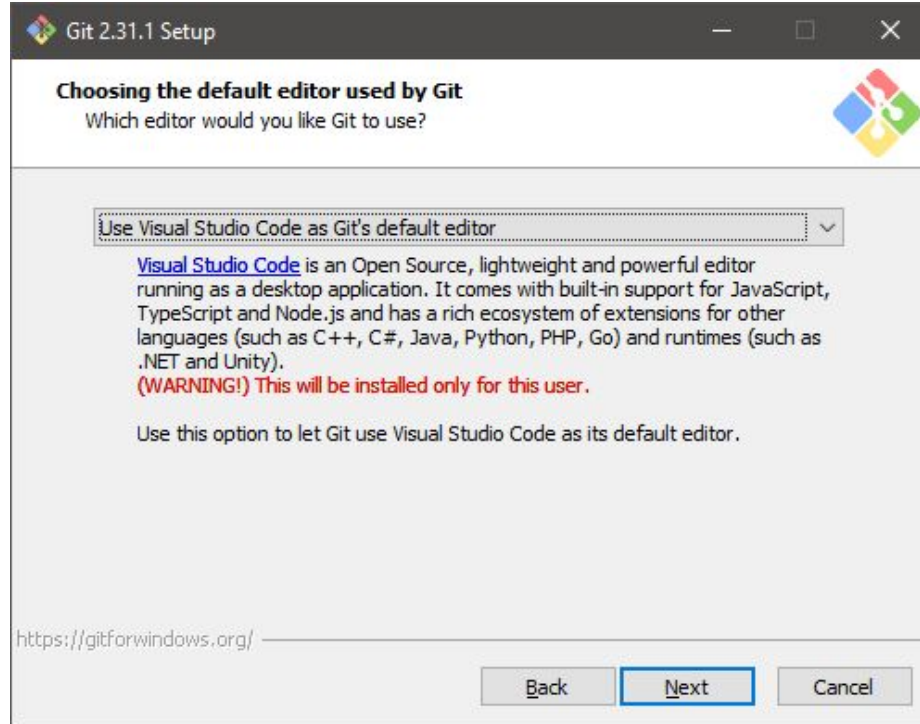 Git 2.31.1 Setup
Choosing the default editor used by Git
Which editor would you like Git to use?
Use Visual Studio Code as Git's default editor
Visual Studio Code is an Open Source, lightweight and powerful editor
running as a desktop application. It comes with built-in support for JavaScript,
TypeScript and Node.js and has a rich ecosystem of extensions for other
languages (such as C++, C#, Java, Python, PHP, Go) and runtimes (such as
.NET and Unity).
(WARNING!) This will be installed only for this user.
Use this option to let Git use Visual Studio Code as its default editor.
https://gitforwindows.org/
Back Next Cancel